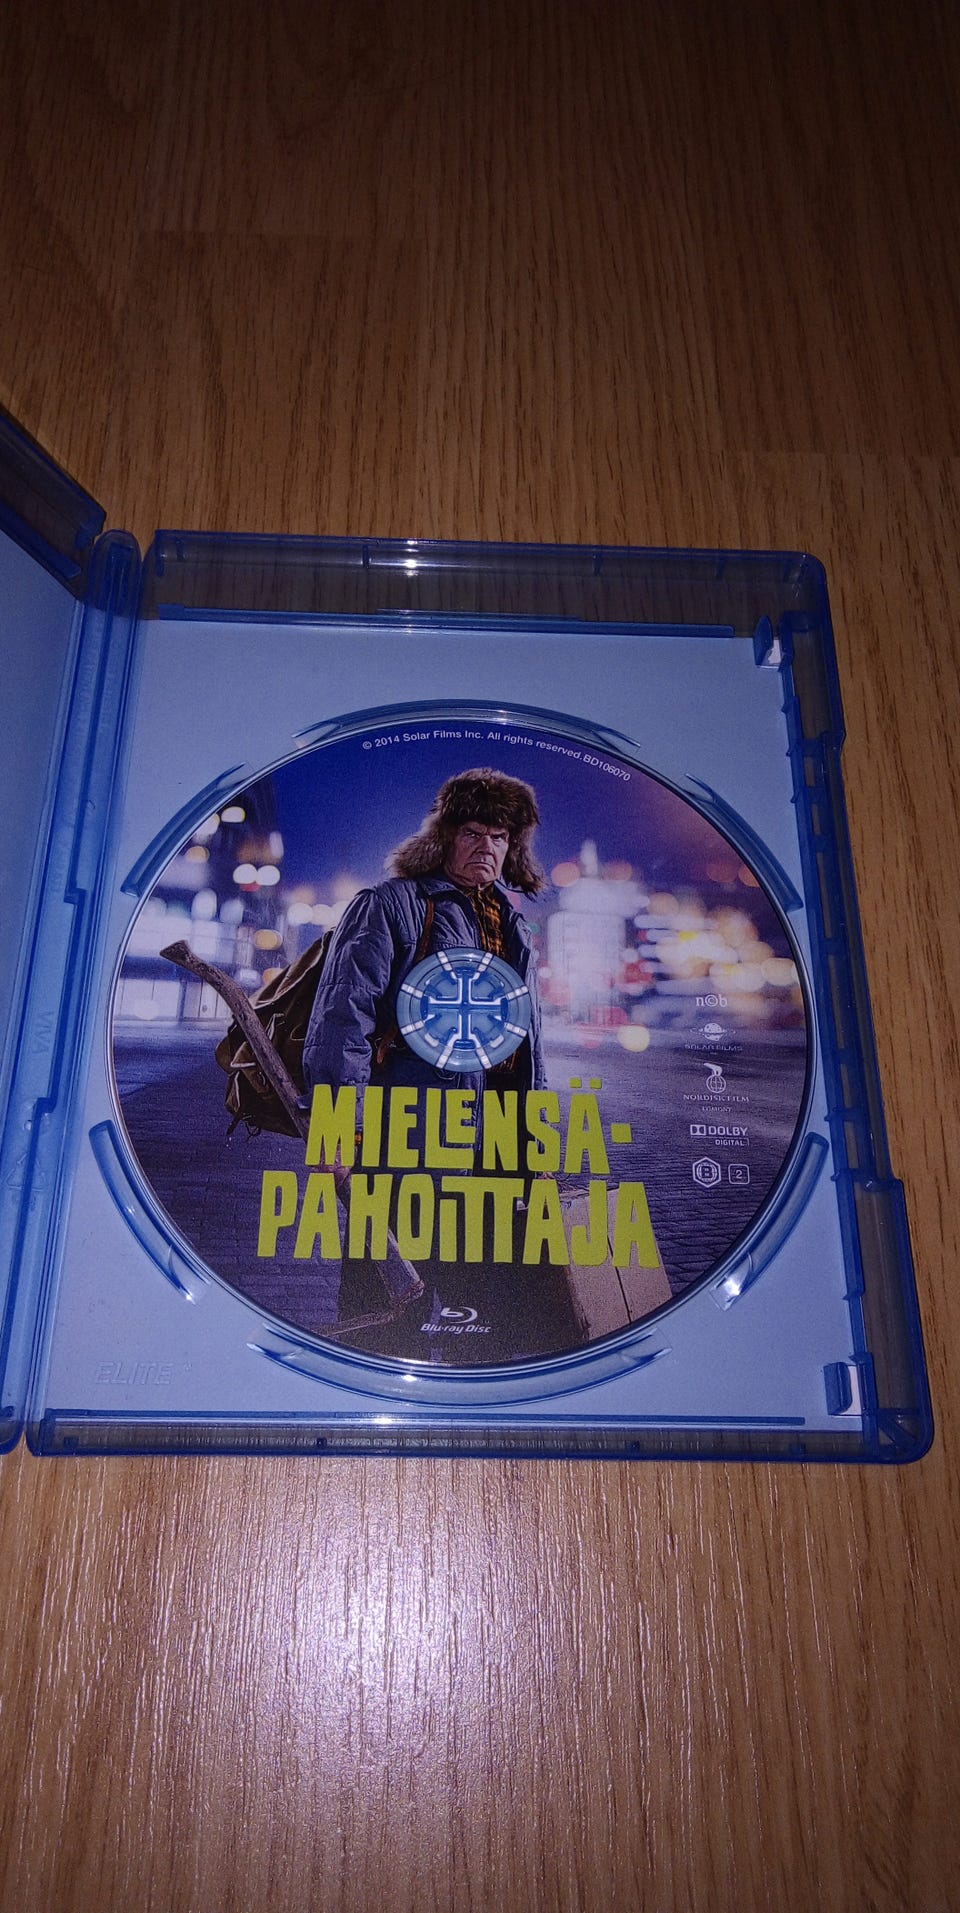 © 2014 Solar Films Inc. All rights reserved.BD106070
n©b
SOLAR FILMS
NORDISK FILM
EGMONT
DOLBY
DIGITAL
B 2
MIELENSÄ-
PAHOITTAJA
Blu-ray Disc
ELITE